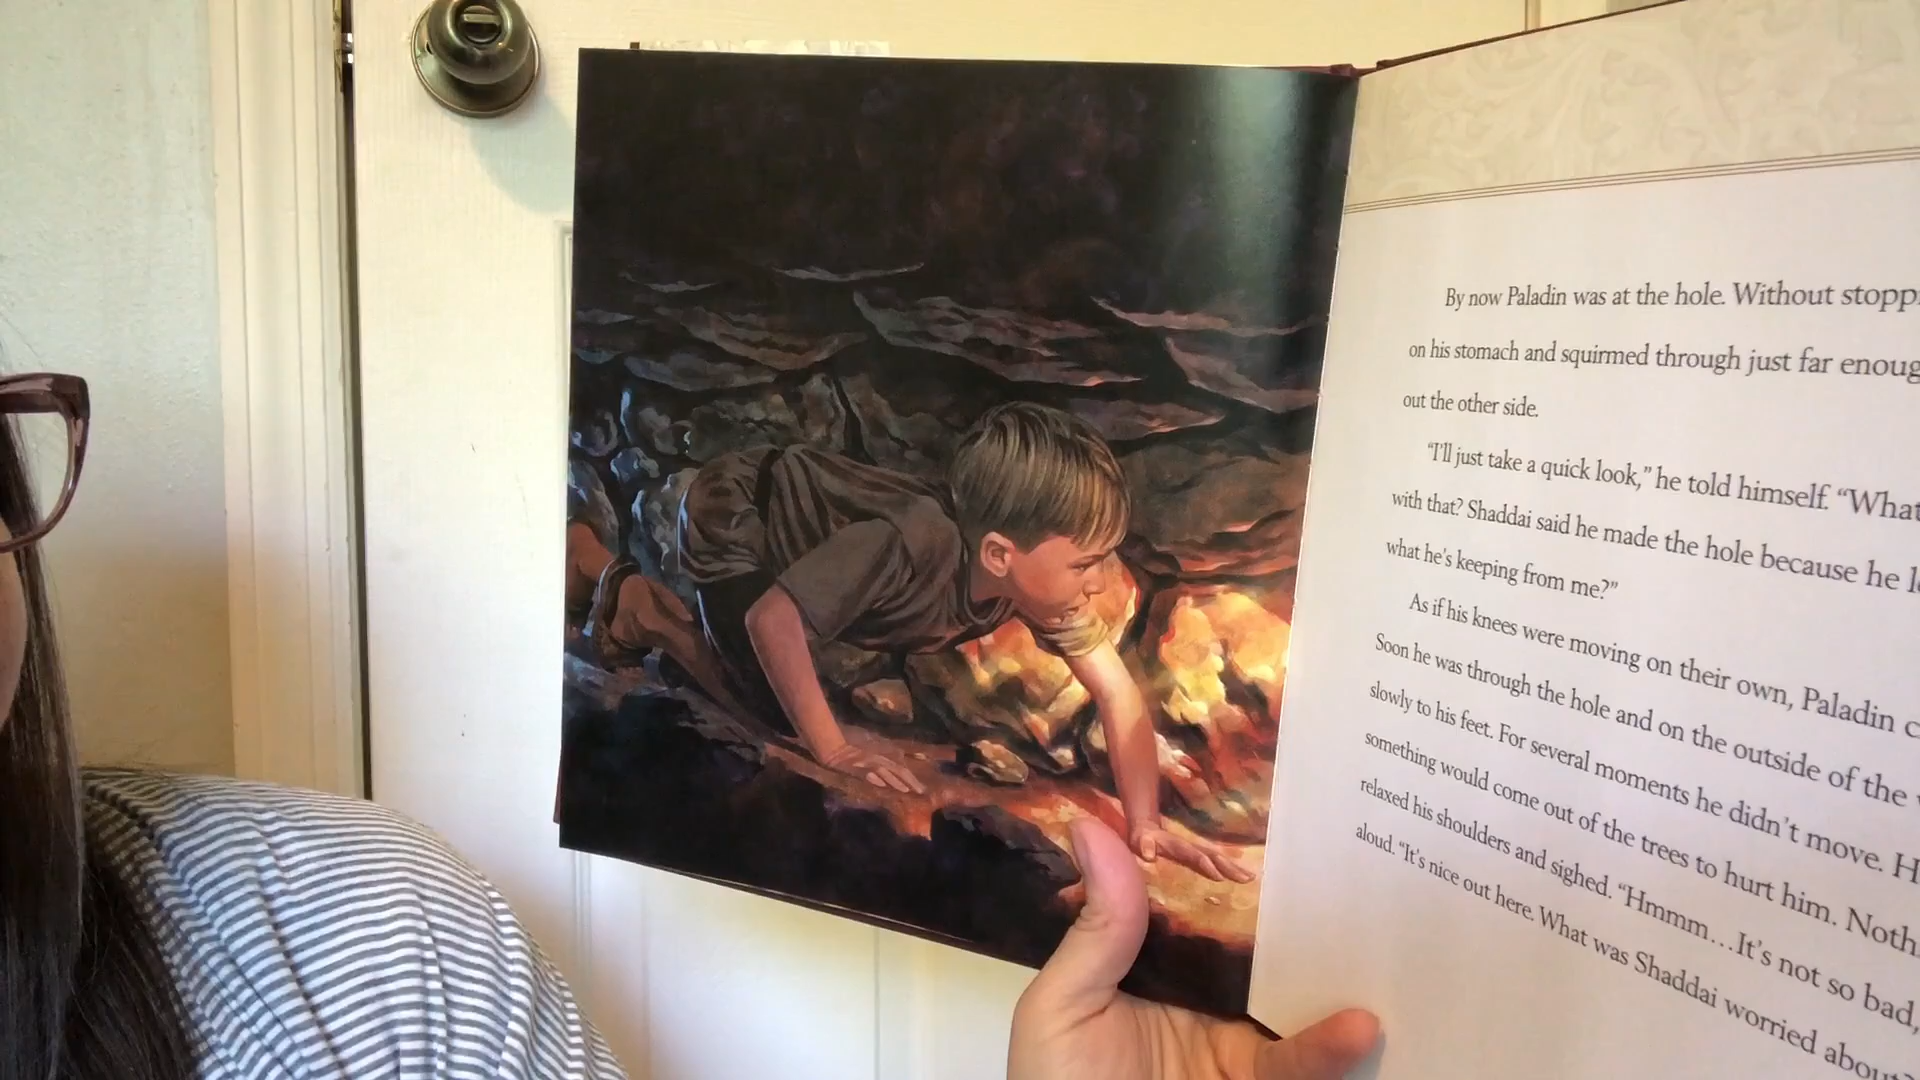 By now Paladin was at the hole. Without stopp
on his stomach and squirmed through just far enoug
out the other side.
"I'll just take a quick look," he told himself. "What
with that? Shaddai said he made the hole because he l
what he's keeping from me?"
As if his knees were moving on their own, Paladin c
Soon he was through the hole and on the outside of the
slowly to his feet. For several moments he didn't move. H
something would come out of the trees to hurt him. Noth
relaxed his shoulders and sighed. "Hmmm…It's not so bad,
aloud. "It's nice out here. What was Shaddai worried about?